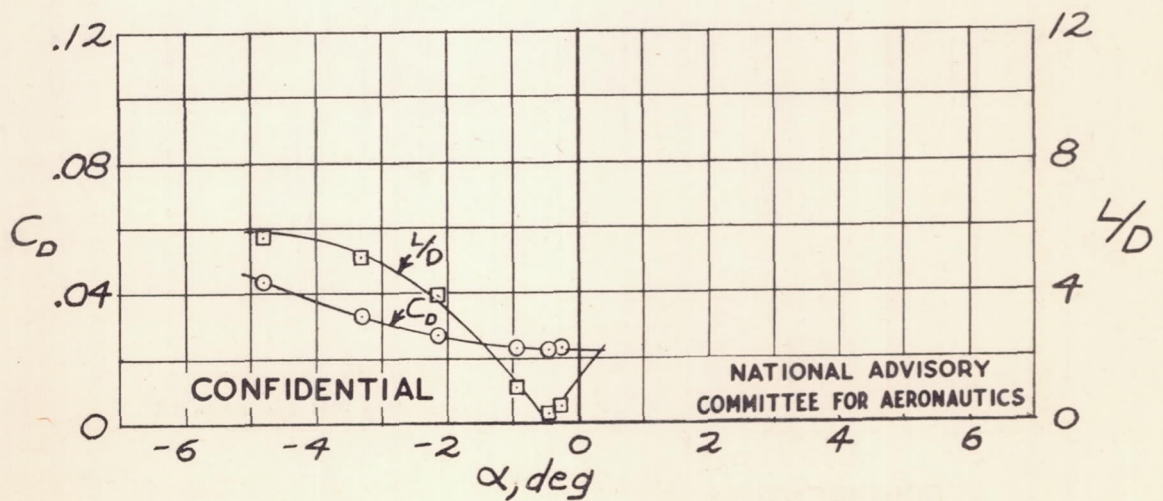 .12
.08
.04
0
C_D
12
8
4
0
L/D
L/D
C_D
CONFIDENTIAL
NATIONAL ADVISORY
COMMITTEE FOR AERONAUTICS
-6 -4 -2 0 2 4 6
α, deg